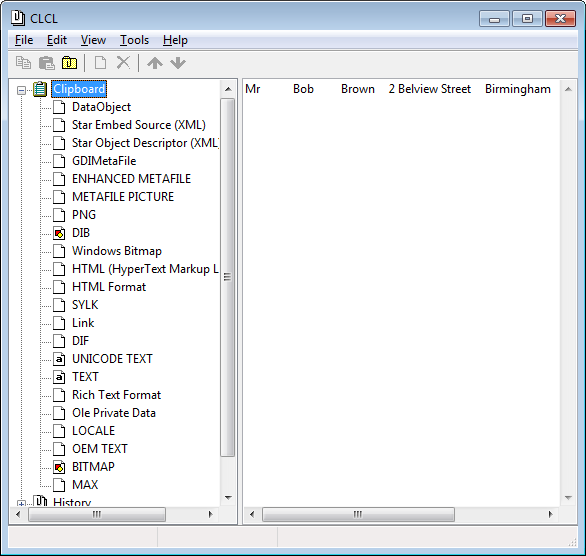 CLCL
File Edit View Tools Help
Clipboard
DataObject
Star Embed Source (XML)
Star Object Descriptor (XML
GDIMetaFile
ENHANCED METAFILE
METAFILE PICTURE
PNG
DIB
Windows Bitmap
HTML (HyperText Markup L
HTML Format
SYLK
Link
DIF
UNICODE TEXT
TEXT
Rich Text Format
Ole Private Data
LOCALE
OEM TEXT
BITMAP
MAX
History
Mr Bob Brown 2 Belview Street Birmingham